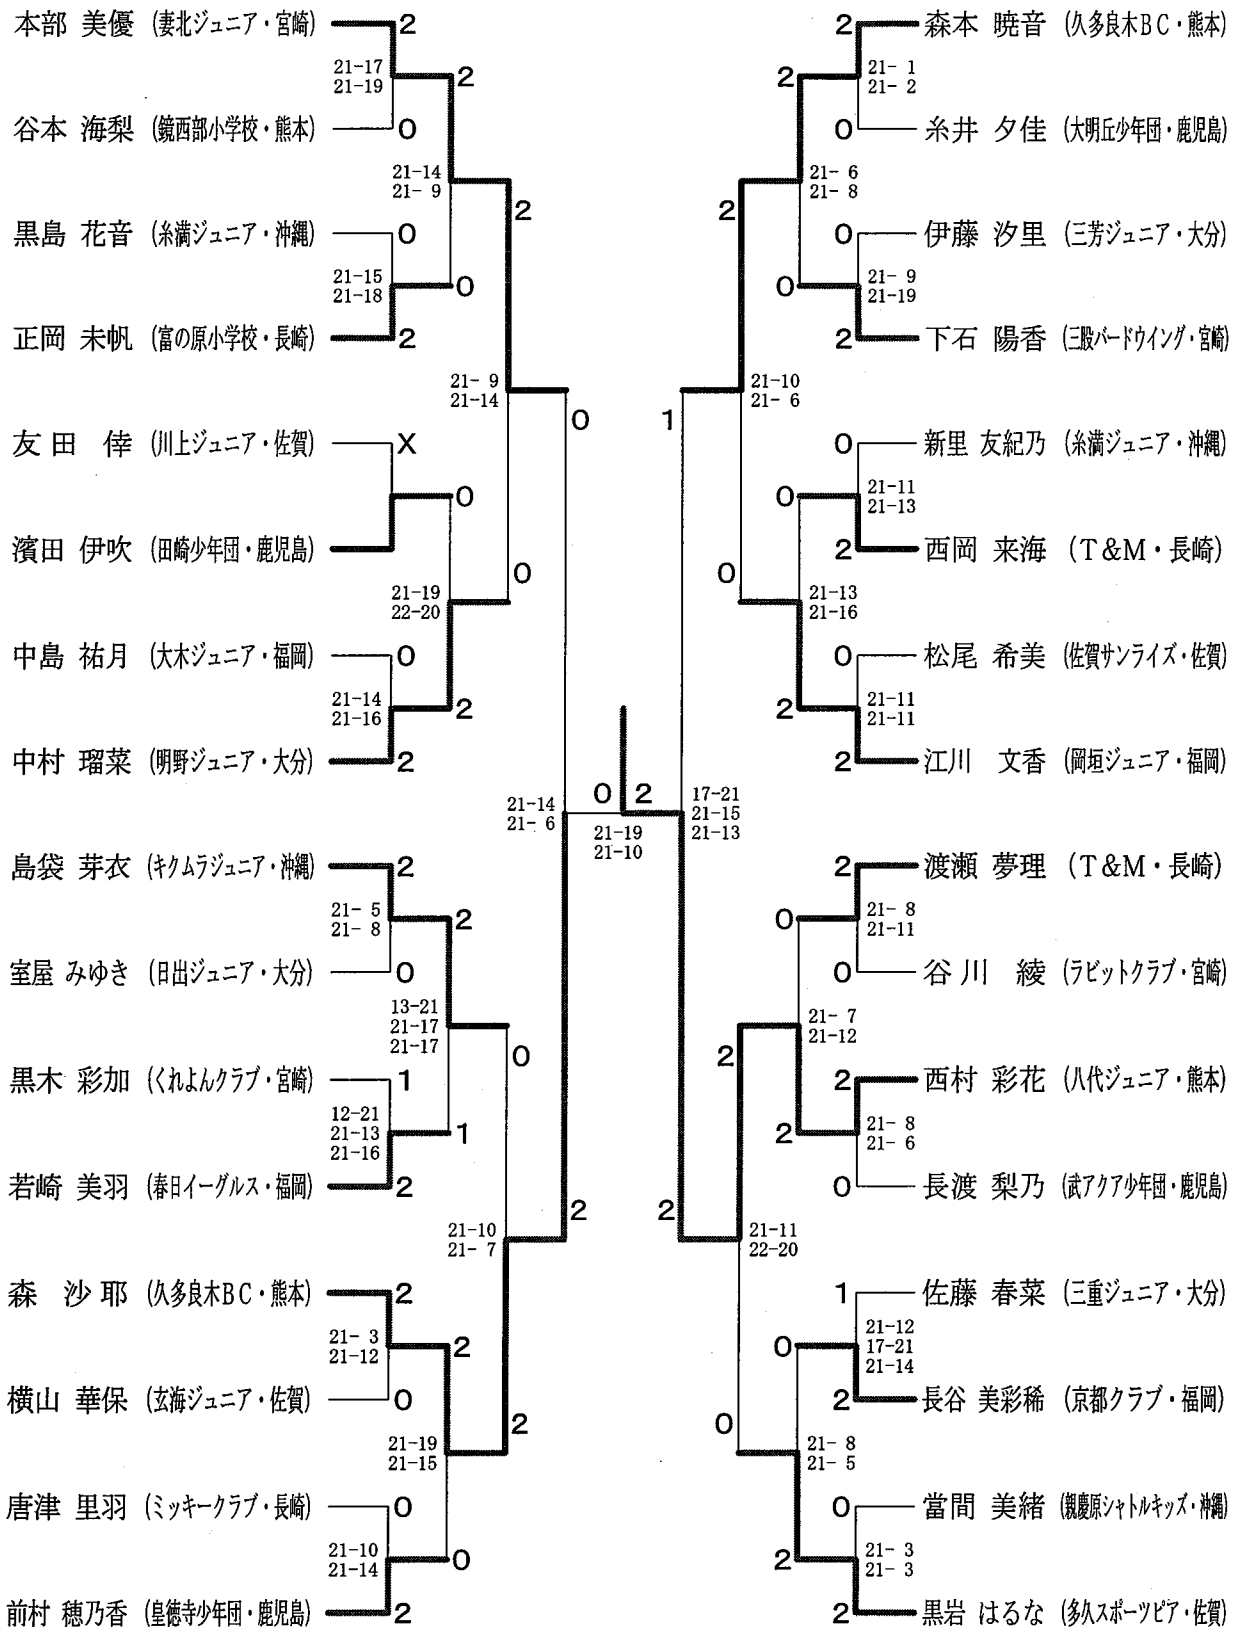 本部 美優 (妻北ジュニア・宮崎) 2
21-17
21-19
2
谷本 海梨 (鏡西部小学校・熊本) 0
21-14
21- 9
2
黒島 花音 (糸満ジュニア・沖縄) 0
21-15
21-18
0
正岡 未帆 (富の原小学校・長崎) 2
21- 9
21-14
0
友田 倖 (川上ジュニア・佐賀) X
0
濱田 伊吹 (田崎少年団・鹿児島)
21-19
22-20
0
中島 祐月 (大木ジュニア・福岡) 0
21-14
21-16
2
中村 瑠菜 (明野ジュニア・大分) 2
21-14
21- 6
島袋 芽衣 (キクムラジュニア・沖縄) 2
21- 5
21- 8
2
室屋 みゆき (日出ジュニア・大分) 0
13-21
21-17
21-17
0
黒木 彩加 (くれよんクラブ・宮崎) 1
12-21
21-13
21-16
1
若崎 美羽 (春日イーグルス・福岡) 2
21-10
21- 7
2
森 沙耶 (久多良木BC・熊本) 2
21- 3
21-12
2
横山 華保 (玄海ジュニア・佐賀) 0
21-19
21-15
2
唐津 里羽 (ミッキークラブ・長崎) 0
21-10
21-14
0
前村 穂乃香 (皇徳寺少年団・鹿児島) 2
0 2
21-19
21-10
2 森本 暁音 (久多良木BC・熊本)
2
21- 1
21- 2
0 糸井 夕佳 (大明丘少年団・鹿児島)
2
21- 6
21- 8
0 伊藤 汐里 (三芳ジュニア・大分)
0
21- 9
21-19
2 下石 陽香 (三股バードウイング・宮崎)
1
21-10
21- 6
0 新里 友紀乃 (糸満ジュニア・沖縄)
0
21-11
21-13
2 西岡 来海 (T&M・長崎)
0
21-13
21-16
0 松尾 希美 (佐賀サンライズ・佐賀)
2
21-11
21-11
2 江川 文香 (岡垣ジュニア・福岡)
17-21
21-15
21-13
2 渡瀬 夢理 (T&M・長崎)
0
21- 8
21-11
0 谷川 綾 (ラビットクラブ・宮崎)
2
21- 7
21-12
2 西村 彩花 (八代ジュニア・熊本)
2
21- 8
21- 6
0 長渡 梨乃 (武アクア少年団・鹿児島)
2
21-11
22-20
1 佐藤 春菜 (三重ジュニア・大分)
0
21-12
17-21
21-14
2 長谷 美彩稀 (京都クラブ・福岡)
0
21- 8
21- 5
0 當間 美緒 (親慶原シャトルキッズ・沖縄)
2
21- 3
21- 3
2 黒岩 はるな (多久スポーツピア・佐賀)